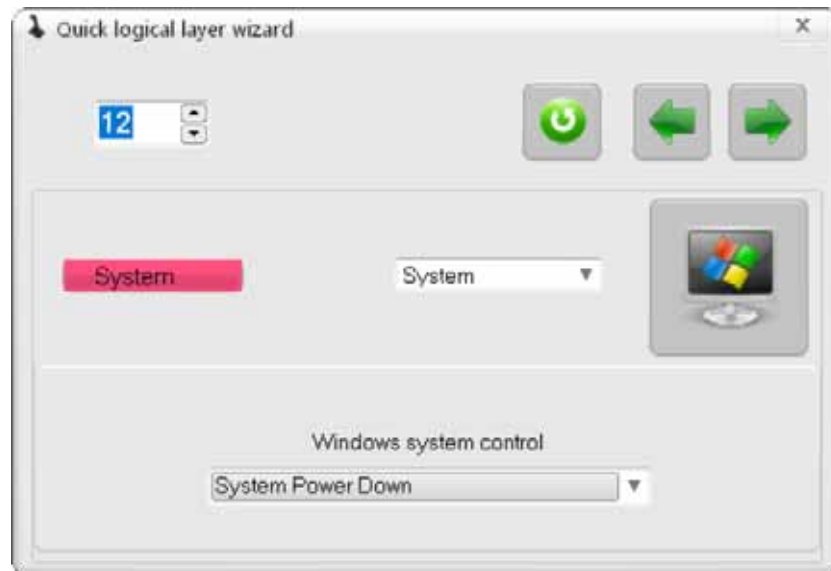 Quick logical layer wizard
12
System
System
Windows system control
System Power Down